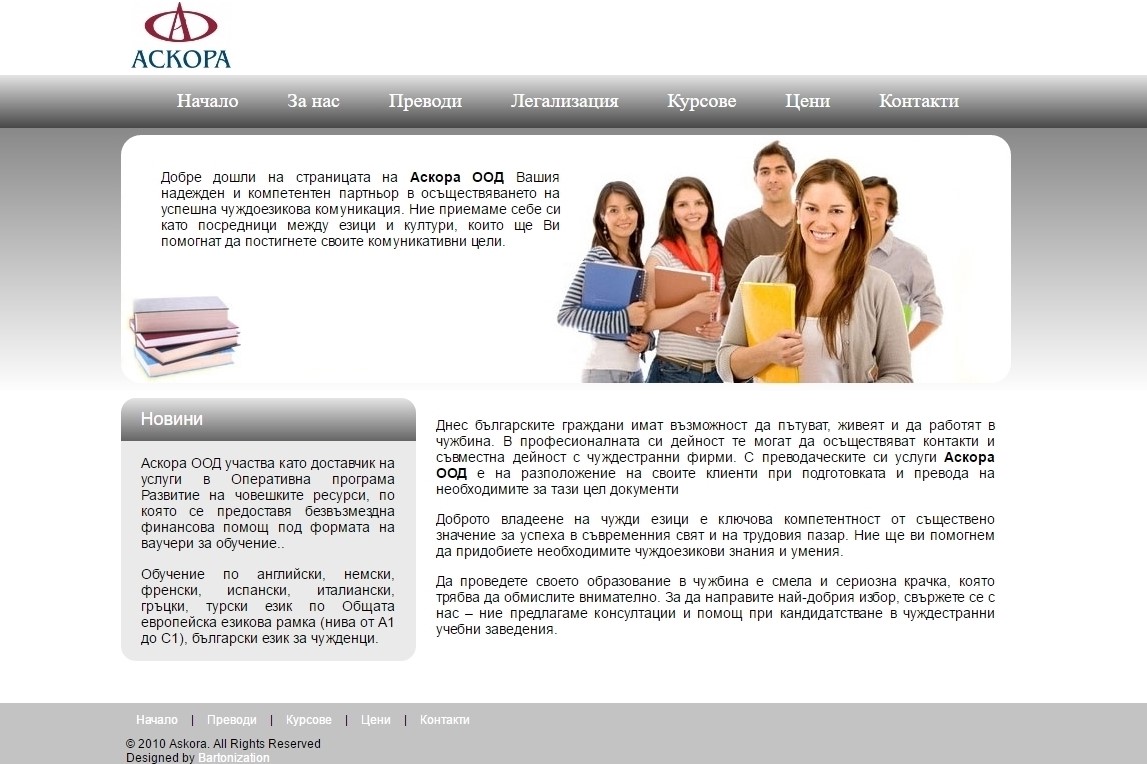 АСКОРА
Начало За нас Преводи Легализация Курсове Цени Контакти
Добре дошли на страницата на Аскора ООД Вашия
надежден и компетентен партньор в осъществяването на
успешна чуждоезикова комуникация. Ние приемаме себе си
като посредници между езици и култури, които ще Ви
помогнат да постигнете своите комуникативни цели.
Новини
Аскора ООД участва като доставчик на
услуги в Оперативна програма
Развитие на човешките ресурси, по
която се предоставя безвъзмездна
финансова помощ под формата на
ваучери за обучение..
Обучение по английски, немски,
френски, испански, италиански,
гръцки, турски език по Общата
европейска езикова рамка (нива от А1
до С1), български език за чужденци.
Днес българските граждани имат възможност да пътуват, живеят и да работят в
чужбина. В професионалната си дейност те могат да осъществяват контакти и
съвместна дейност с чуждестранни фирми. С преводаческите си услуги Аскора
ООД е на разположение на своите клиенти при подготовката и превода на
необходимите за тази цел документи
Доброто владеене на чужди езици е ключова компетентност от съществено
значение за успеха в съвременния свят и на трудовия пазар. Ние ще ви помогнем
да придобиете необходимите чуждоезикови знания и умения.
Да проведете своето образование в чужбина е смела и сериозна крачка, която
трябва да обмислите внимателно. За да направите най-добрия избор, свържете се с
нас – ние предлагаме консултации и помощ при кандидатстване в чуждестранни
учебни заведения.
Начало | Преводи | Курсове | Цени | Контакти
© 2010 Askora. All Rights Reserved
Designed by Bartonization